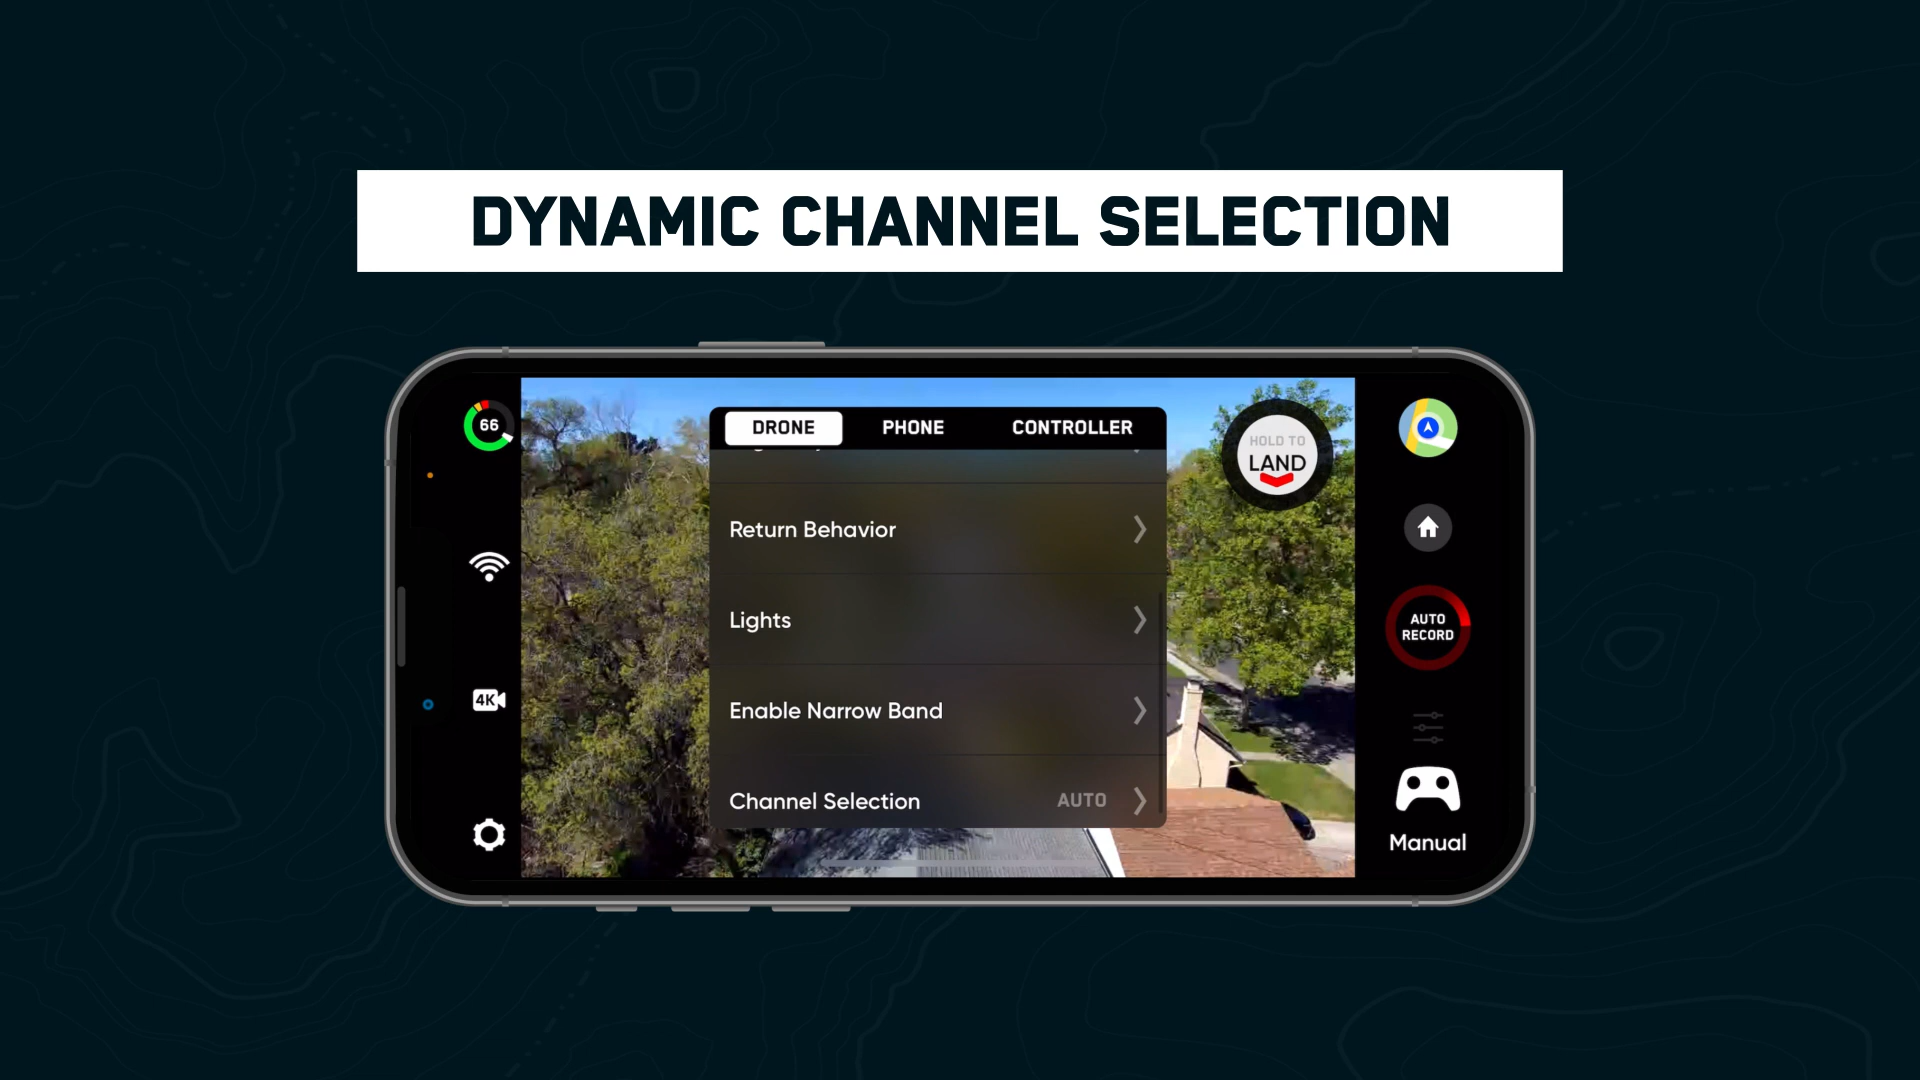 DYNAMIC CHANNEL SELECTION
66
DRONE
PHONE
CONTROLLER
HOLD TO
LAND
Return Behavior
Lights
AUTO
RECORD
4K
Enable Narrow Band
Channel Selection
AUTO
Manual